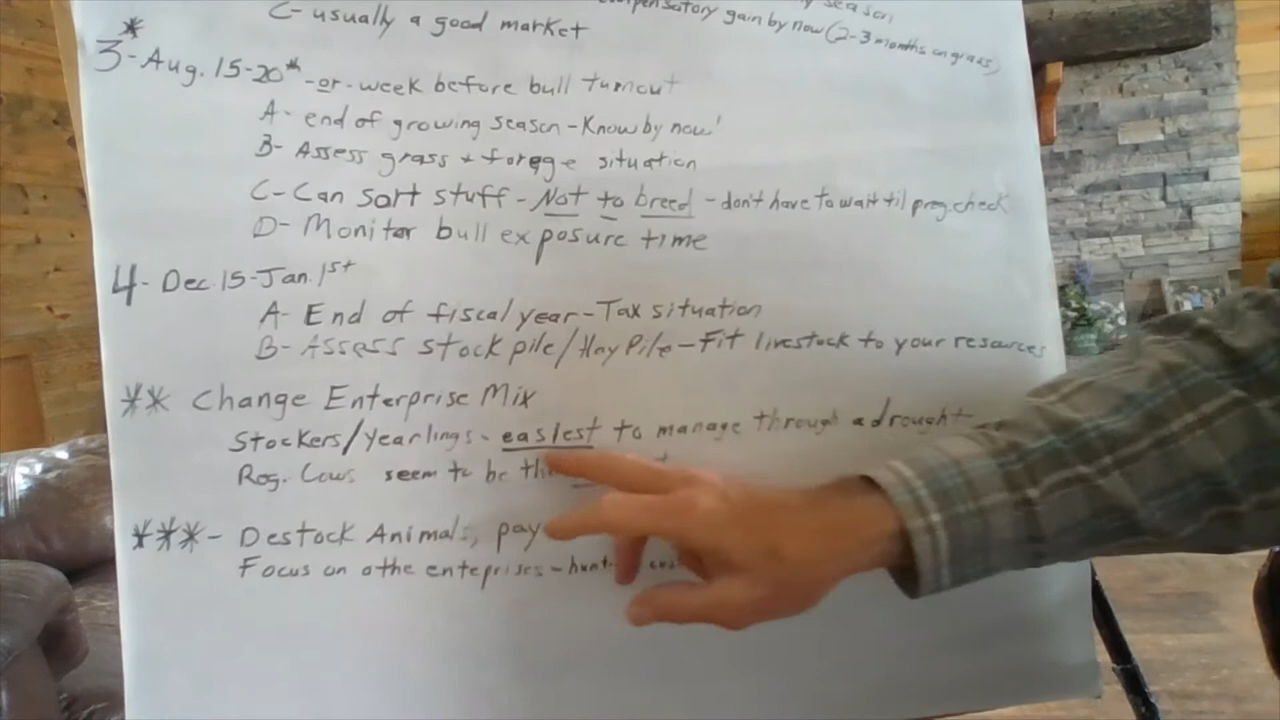 C- usually a good market
compensatory gain by now (2-3 months on grass)
season
*
3- Aug. 15-20* -or- week before bull turnout
A- end of growing season - Know by now!
B- Assess grass + forage situation
C- Can sort stuff - Not to breed - don't have to wait til preg. check
D- Monitor bull exposure time
4- Dec. 15-Jan. 1st
A- End of fiscal year - Tax situation
B- Assess stock pile/Hay Pile - Fit livestock to your resources
** Change Enterprise Mix
Stockers/Yearlings - easiest to manage through a drought
Reg. Cows seem to be
***- Destock Animals, pay
Focus on othe enteprises - hunt